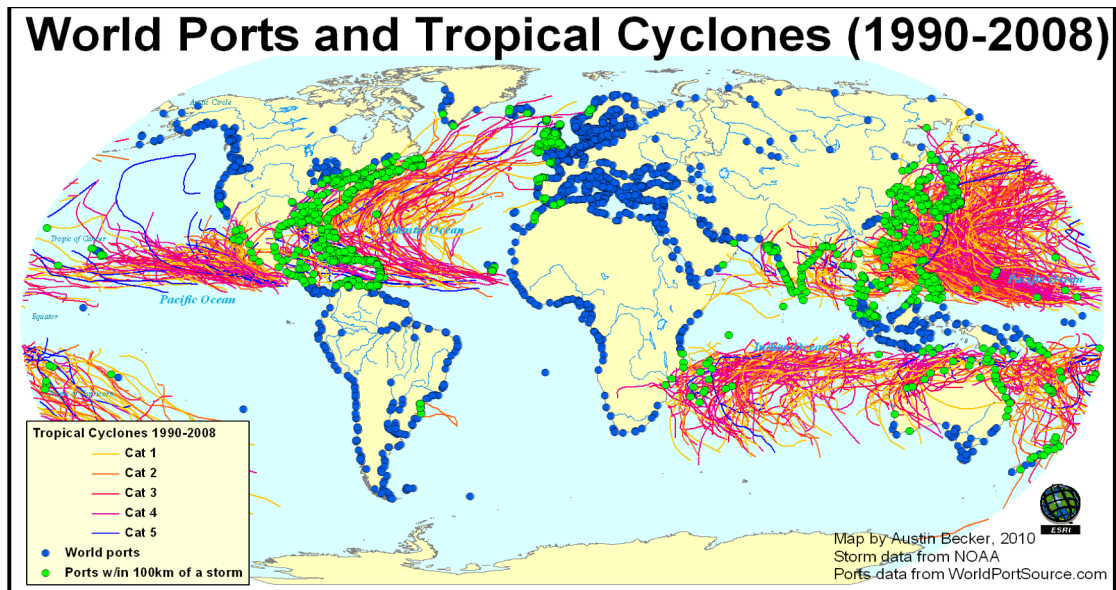 World Ports and Tropical Cyclones (1990-2008)
Arctic Circle
Tropic of Cancer
Atlantic Ocean
Pacific Ocean
Pacific Ocean
Equator
Indian Ocean
Tropic of Capricorn
Tropical Cyclones 1990-2008
Cat 1
Cat 2
Cat 3
Cat 4
Cat 5
World ports
Ports w/in 100km of a storm
ESRI
Map by Austin Becker, 2010
Storm data from NOAA
Ports data from WorldPortSource.com